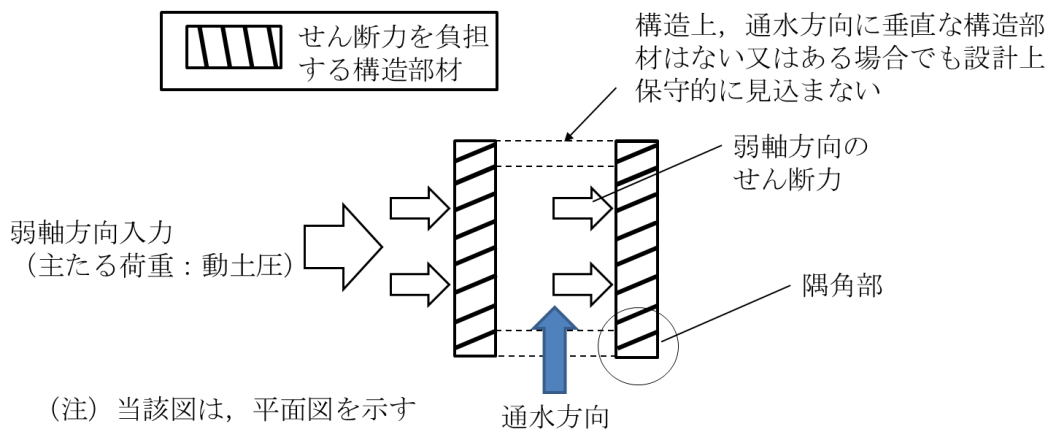 せん断力を負担
する構造部材
構造上，通水方向に垂直な構造部
材はない又はある場合でも設計上
保守的に見込まない
弱軸方向の
せん断力
弱軸方向入力
（主たる荷重：動土圧）
隅角部
（注）当該図は，平面図を示す
通水方向